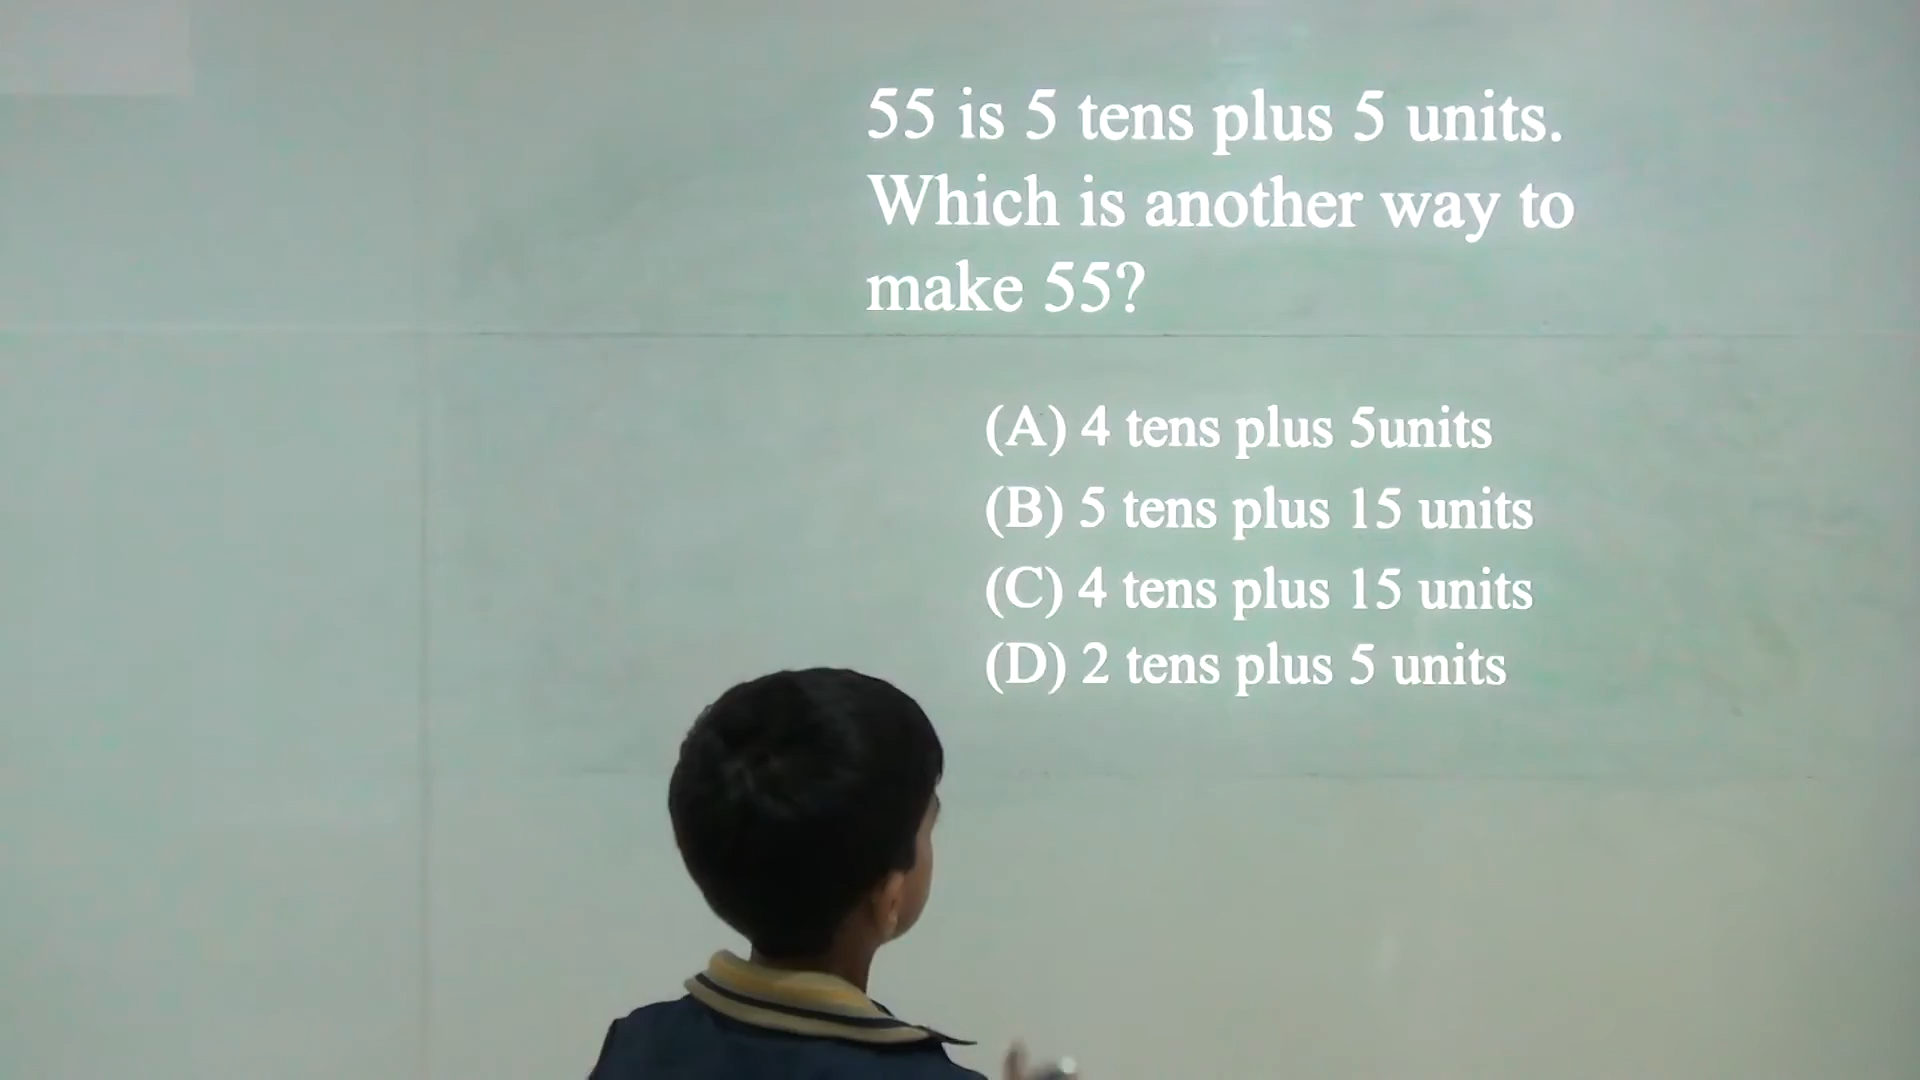 55 is 5 tens plus 5 units.
Which is another way to
make 55?
(A) 4 tens plus 5units
(B) 5 tens plus 15 units
(C) 4 tens plus 15 units
(D) 2 tens plus 5 units